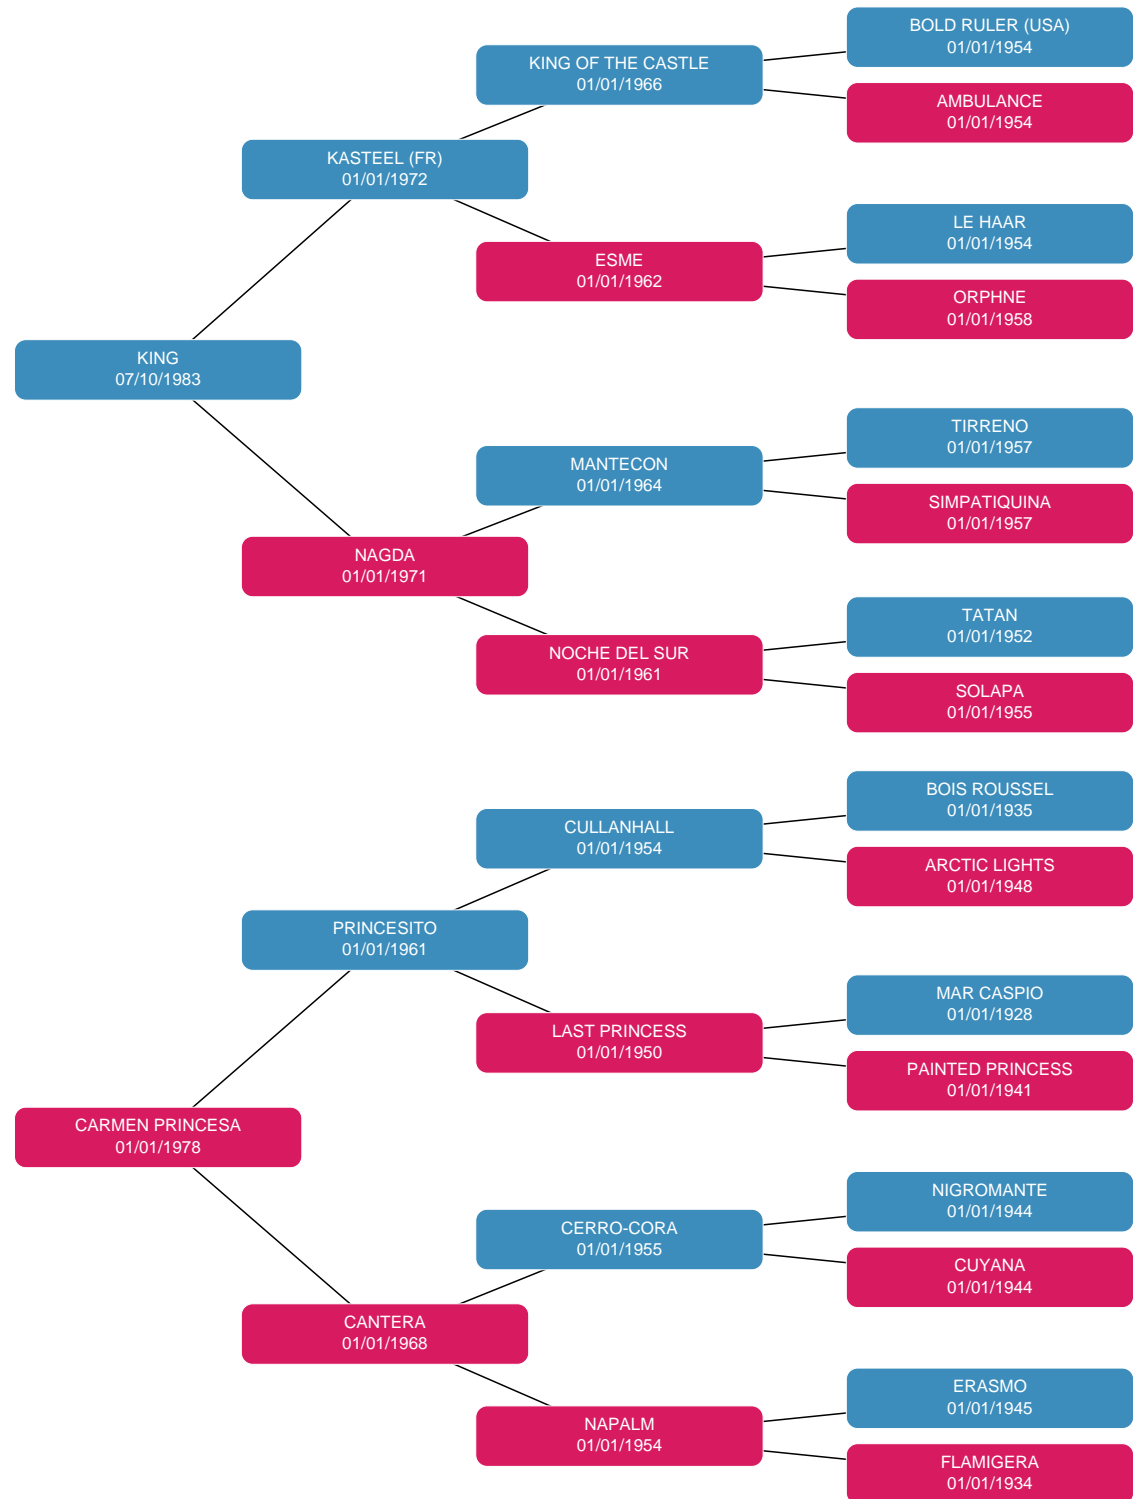 BOLD RULER (USA)
01/01/1954
KING OF THE CASTLE
01/01/1966
AMBULANCE
01/01/1954
KASTEEL (FR)
01/01/1972
LE HAAR
01/01/1954
ESME
01/01/1962
ORPHNE
01/01/1958
KING
07/10/1983
TIRRENO
01/01/1957
MANTECON
01/01/1964
SIMPATIQUINA
01/01/1957
NAGDA
01/01/1971
TATAN
01/01/1952
NOCHE DEL SUR
01/01/1961
SOLAPA
01/01/1955
BOIS ROUSSEL
01/01/1935
CULLANHALL
01/01/1954
ARCTIC LIGHTS
01/01/1948
PRINCESITO
01/01/1961
MAR CASPIO
01/01/1928
LAST PRINCESS
01/01/1950
PAINTED PRINCESS
01/01/1941
CARMEN PRINCESA
01/01/1978
NIGROMANTE
01/01/1944
CERRO-CORA
01/01/1955
CUYANA
01/01/1944
CANTERA
01/01/1968
ERASMO
01/01/1945
NAPALM
01/01/1954
FLAMIGERA
01/01/1934